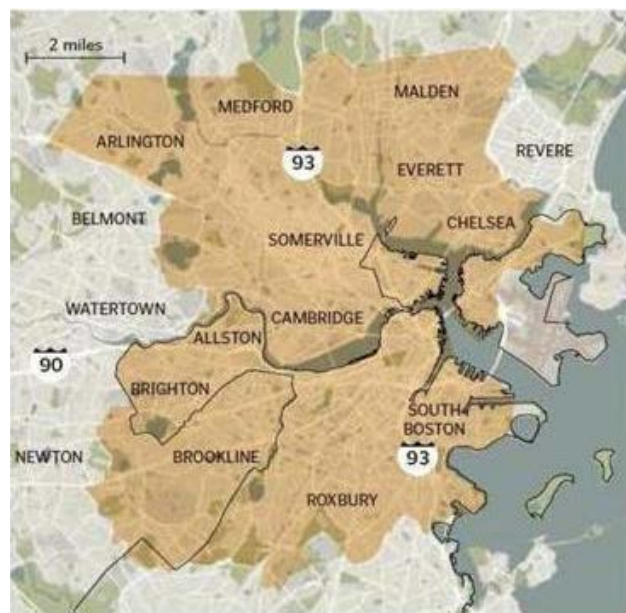 2 miles
MEDFORD
MALDEN
ARLINGTON
93
REVERE
EVERETT
BELMONT
CHELSEA
SOMERVILLE
WATERTOWN
CAMBRIDGE
ALLSTON
90
BRIGHTON
SOUTH
BOSTON
NEWTON
BROOKLINE
93
ROXBURY